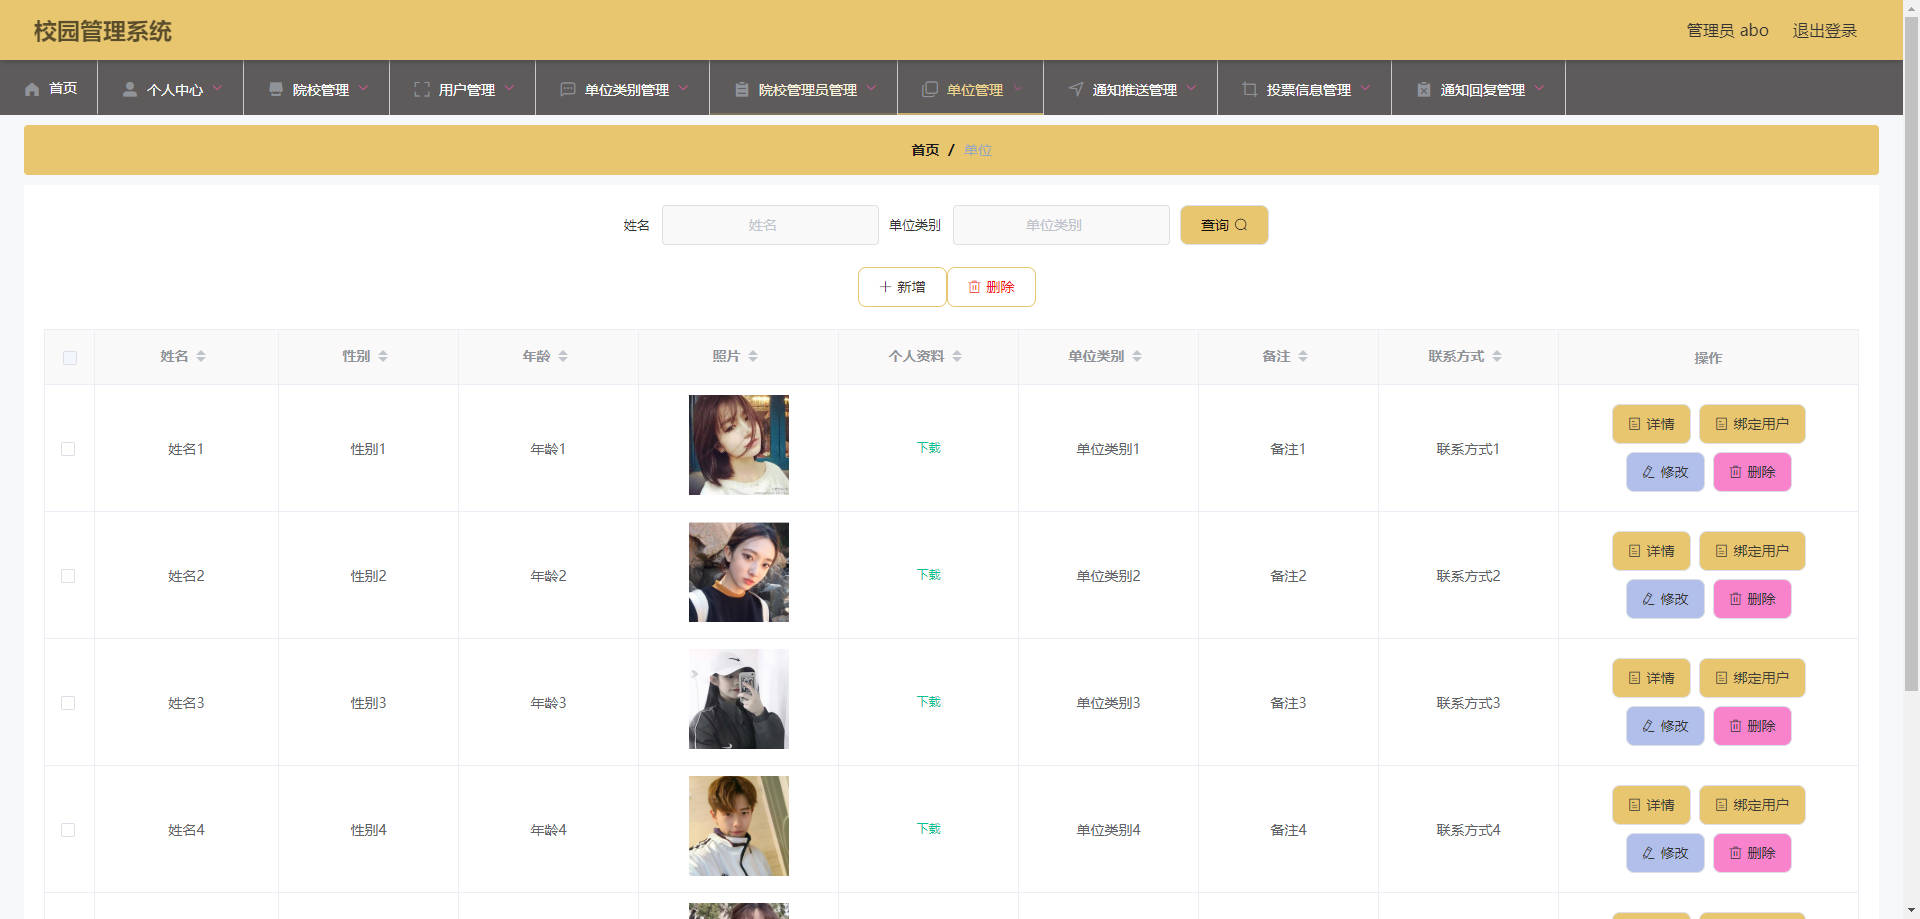 校园管理系统
管理员 abo 退出登录
首页 个人中心 院校管理 用户管理 单位类别管理 院校管理员管理 单位管理 通知推送管理 投票信息管理 通知回复管理
首页 / 单位
姓名 姓名 单位类别 单位类别 查询
新增 删除
姓名 性别 年龄 照片 个人资料 单位类别 备注 联系方式 操作
姓名1 性别1 年龄1 下载 单位类别1 备注1 联系方式1 详情 绑定用户
修改 删除
姓名2 性别2 年龄2 下载 单位类别2 备注2 联系方式2 详情 绑定用户
修改 删除
姓名3 性别3 年龄3 下载 单位类别3 备注3 联系方式3 详情 绑定用户
修改 删除
姓名4 性别4 年龄4 下载 单位类别4 备注4 联系方式4 详情 绑定用户
修改 删除